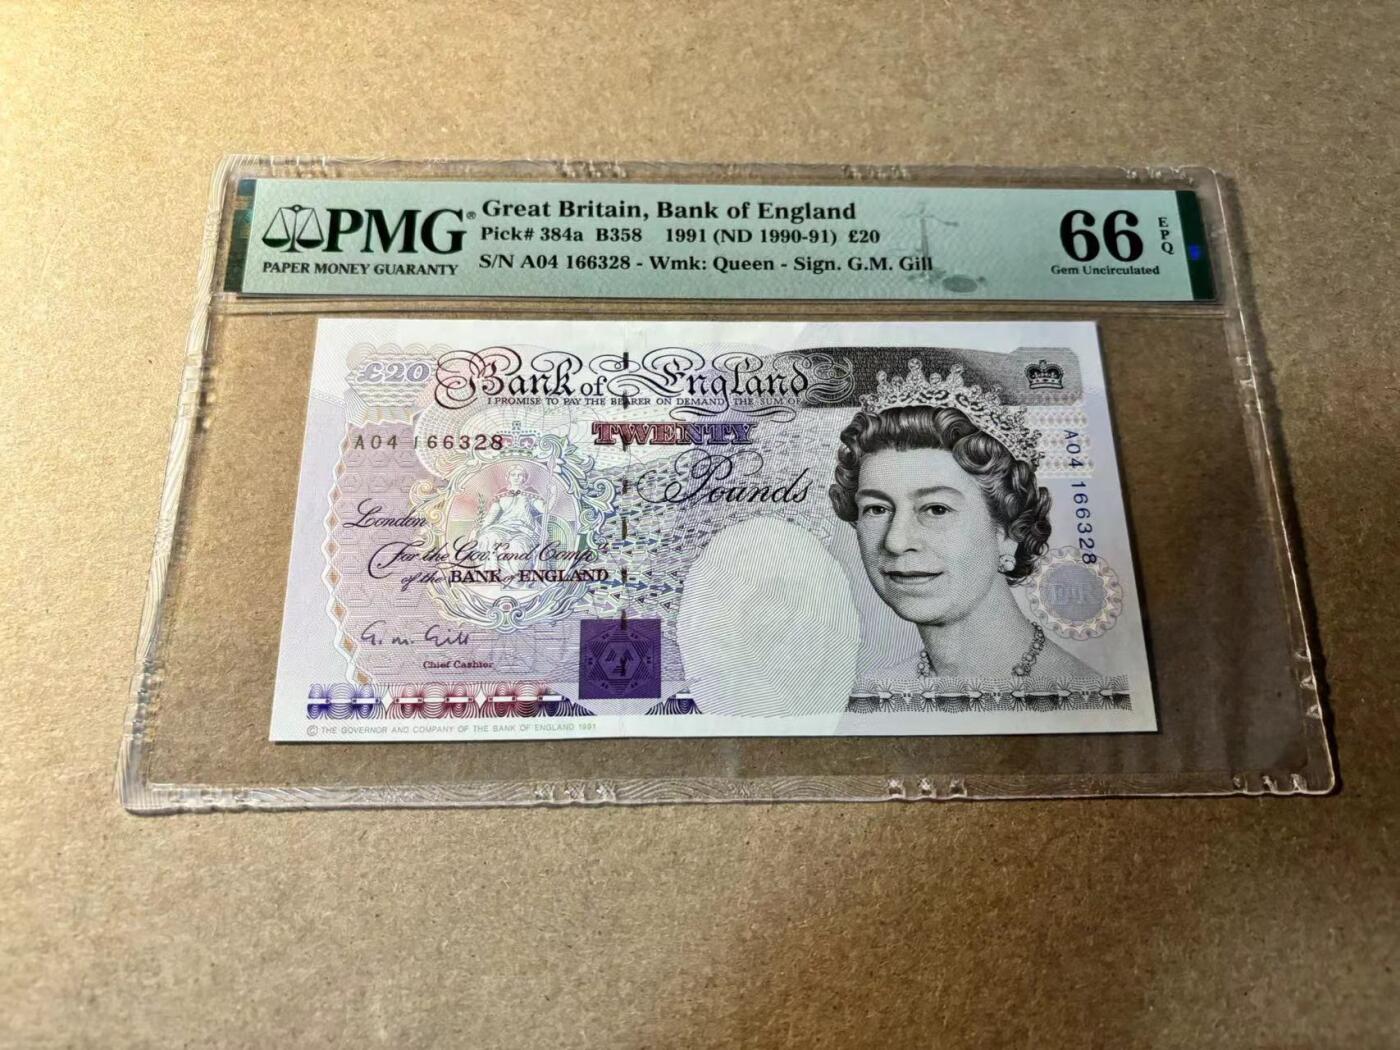 PMG®
PAPER MONEY GUARANTY
Great Britain, Bank of England
Pick# 384a B358 1991 (ND 1990-91) £20
S/N A04 166328 - Wmk: Queen - Sign. G.M. Gill
66
EPQ
Gem Uncirculated
£20
Bank of England
I PROMISE TO PAY THE BEARER ON DEMAND THE SUM OF
A04 166328
TWENTY
Pounds
A04 166328
London
For the Govr. and Compa.
of the BANK of ENGLAND
G. M. Gill
Chief Cashier
© THE GOVERNOR AND COMPANY OF THE BANK OF ENGLAND 1991